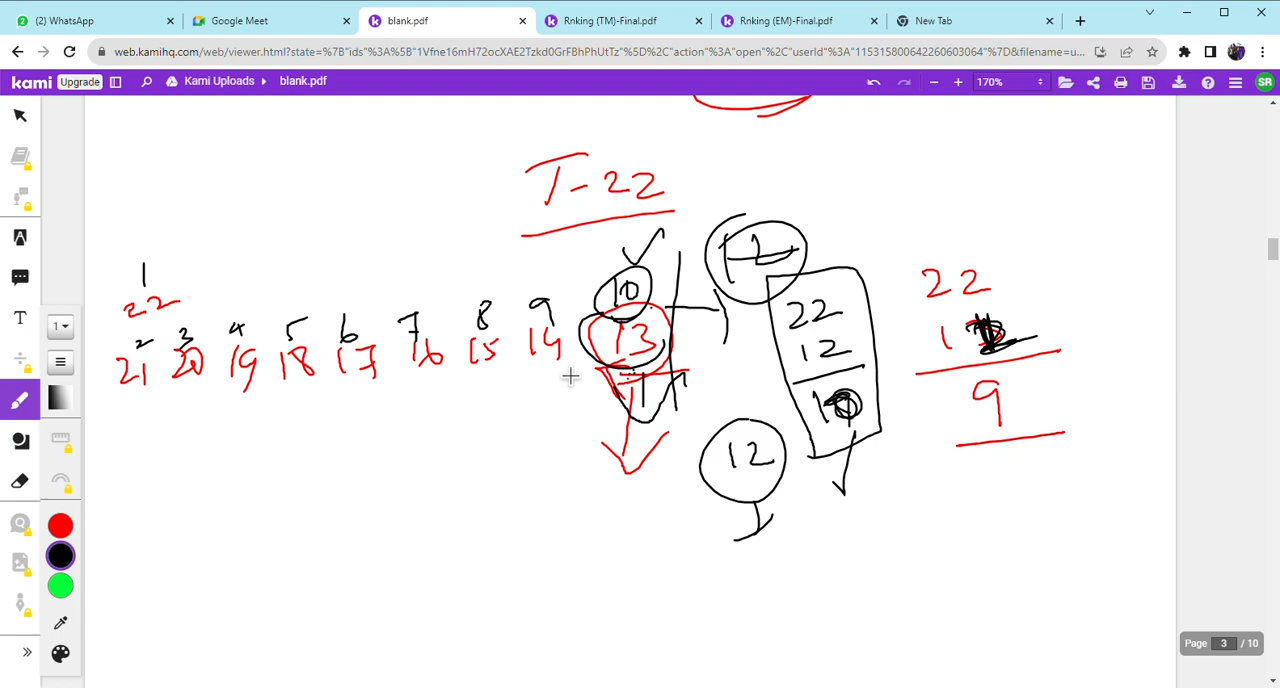 (2) WhatsApp
Google Meet
blank.pdf
Rnking (TM)-Final.pdf
Rnking (EM)-Final.pdf
New Tab
web.kamihq.com/web/viewer.html?state=%7B"ids"%3A%5B"1Vfne16mH72ocXAE2Tzkd0GrFBhPhUtTz"%5D%2C"action"%3A"open"%2C"userId"%3A"115315800642260603064"%7D&filename=u...
kami Upgrade Kami Uploads blank.pdf 170% SR
T-22
1
22
2 3 4 5 6 7 8 9 10
21 20 19 18 17 16 15 14 13
12
22
12
12
22
9
1
Page 3 / 10